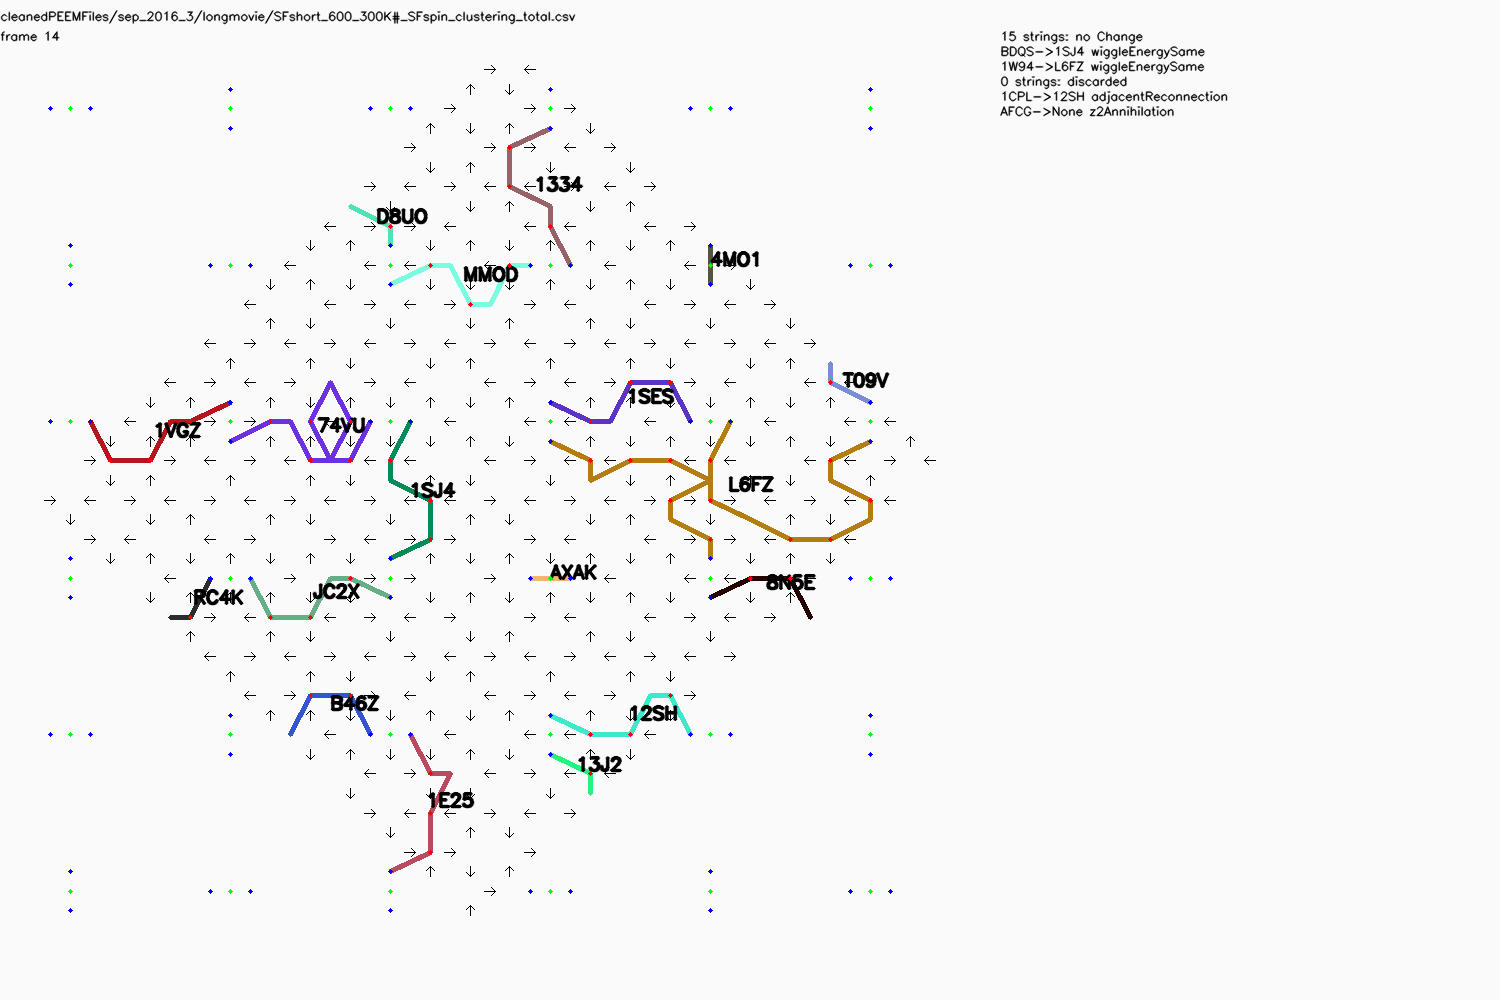 cleanedPEEMFiles/sep_2016_3/longmovie/SFshort_600_300K#_SFspin_clustering_total.csv
frame 14
15 strings: no Change
BDQS->1SJ4 wiggleEnergySame
1W94->L6FZ wiggleEnergySame
0 strings: discarded
1CPL->12SH adjacentReconnection
AFCG->None z2Annihilation
1334
D8U0
4MO1
MMOD
T09V
1SES
74VU
1VGZ
L6FZ
1SJ4
AXAK
8N5E
JC2X
RC4K
B46Z
12SH
13J2
1E25